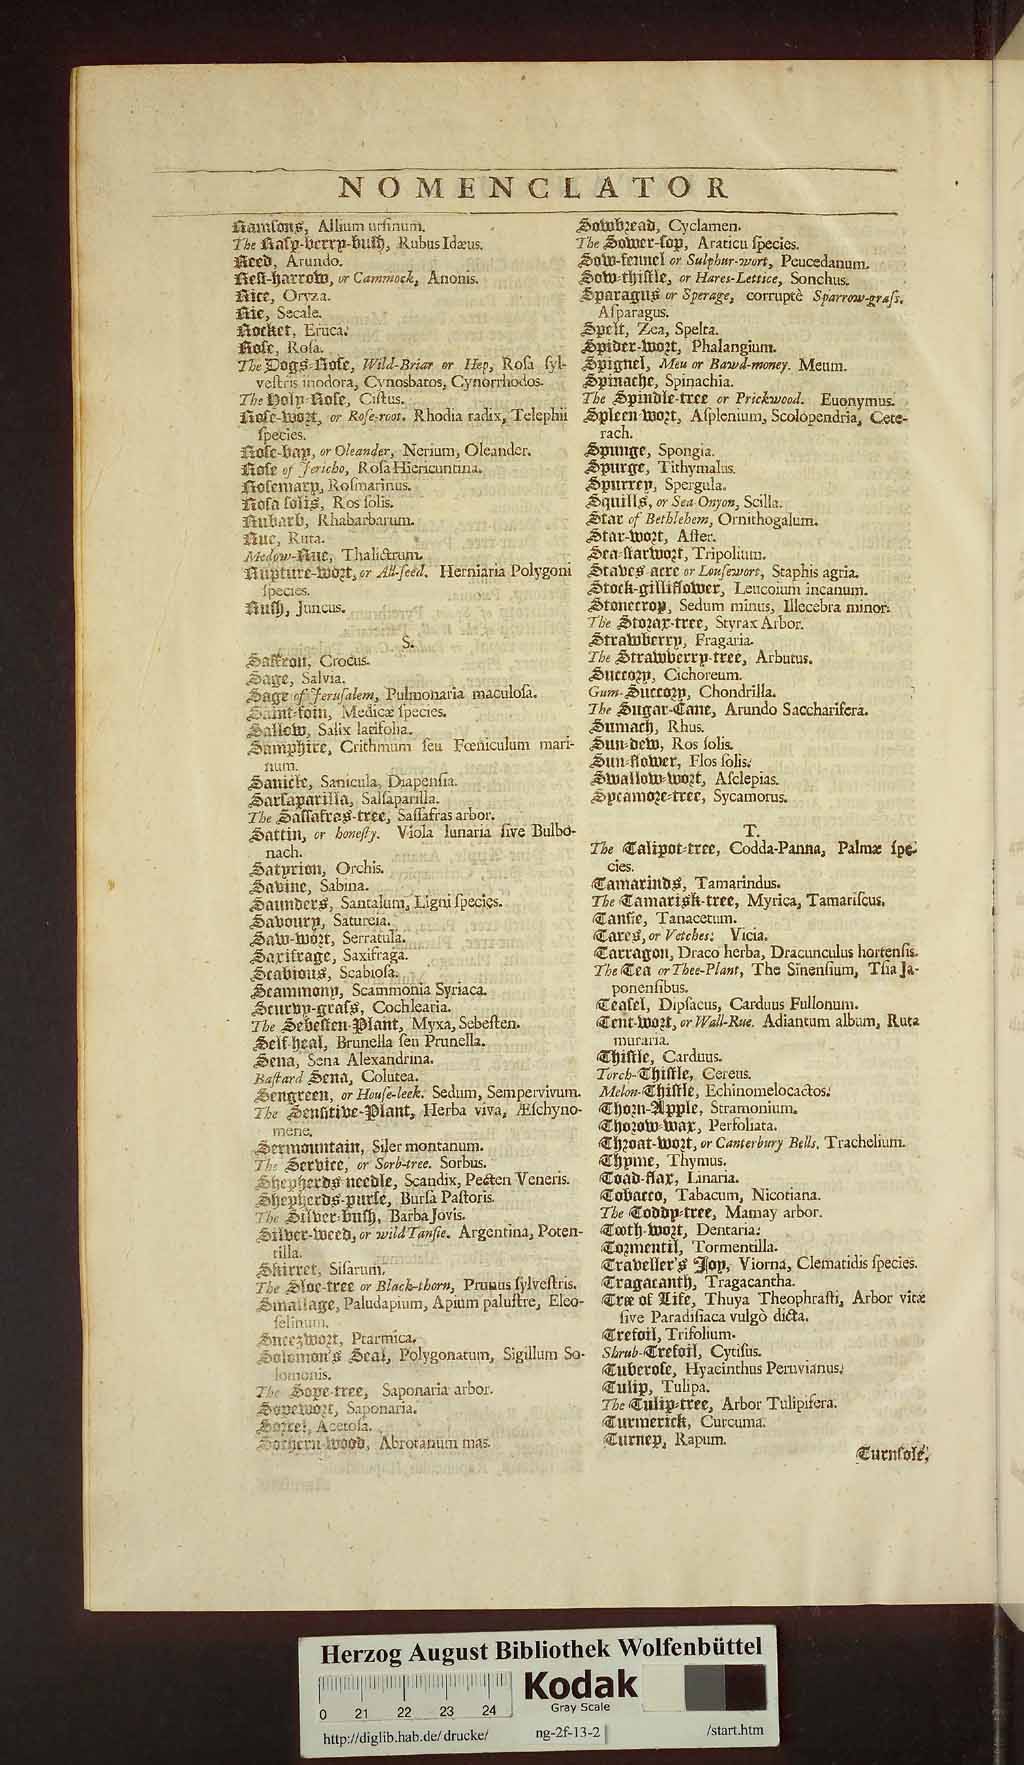 NOMENCLATOR
Ramſons, Allium urſinum.
The Raſp-berry-buſh, Rubus Idæus.
Reed, Arundo.
Reſt-harrow, or Cammock, Anonis.
Rice, Oryza.
Rie, Secale.
Rocket, Eruca.
Roſe, Roſa.
The Dogs-Roſe, Wild-Briar or Hep, Roſa ſyl-
veſtris inodora, Cynosbatos, Cynorrhodos.
The Holy-Roſe, Ciſtus.
Roſe-wort, or Roſe-root. Rhodia radix, Telephii
ſpecies.
Roſe-bay, or Oleander, Nerium, Oleander.
Roſe of Jericho, Roſa Hiericuntina.
Roſemary, Roſmarinus.
Roſa ſolis, Ros ſolis.
Rubarb, Rhabarbarum.
Rue, Ruta.
Medow-Rue, Thalictrum.
Rupture-wort, or All-ſeed. Herniaria Polygoni
ſpecies.
Ruſh, Juncus.
S.
Saffron, Crocus.
Sage, Salvia.
Sage of Jeruſalem, Pulmonaria maculoſa.
Saint-foin, Medicæ ſpecies.
Sallow, Salix latifolia.
Samphire, Crithmum ſeu Fœniculum mari-
num.
Sanicle, Sanicula, Diapenſia.
Sarſaparilla, Salſaparilla.
The Saſſafras-tree, Saſſafras arbor.
Sattin, or honeſty. Viola lunaria ſive Bulbo-
nach.
Satyrion, Orchis.
Savine, Sabina.
Saunders, Santalum, Ligni ſpecies.
Savoury, Satureia.
Saw-wort, Serratula.
Saxifrage, Saxifraga.
Scabious, Scabioſa.
Scammony, Scammonia Syriaca.
Scurvy-graſs, Cochlearia.
The Sebeſten-Plant, Myxa, Sebeſten.
Self-heal, Brunella ſeu Prunella.
Sena, Sena Alexandrina.
Baſtard Sena, Colutea.
Sengreen, or Houſe-leek. Sedum, Sempervivum.
The Senſitive-Plant, Herba viva, Æſchyno-
mene.
Sermountain, Siler montanum.
The Service, or Sorb-tree. Sorbus.
Shepherds needle, Scandix, Pecten Veneris.
Shepherds-purſe, Burſa Paſtoris.
The Silver-buſh, Barba Jovis.
Silver-weed, or wild Tanſie. Argentina, Poten-
tilla.
Skirret, Siſarum.
The Sloe-tree or Black-thorn, Prunus ſylveſtris.
Smallage, Paludapium, Apium paluſtre, Eleo-
ſelinum.
Sneezwort, Ptarmica.
Solomon's Seal, Polygonatum, Sigillum So-
lomonis.
The Sope-tree, Saponaria arbor.
Sopewort, Saponaria.
Sorrel, Acetoſa.
Sothern-wood, Abrotanum mas.
Sowbread, Cyclamen.
The Sower-ſop, Araticu ſpecies.
Sow-fennel or Sulphur-wort, Peucedanum.
Sow-thiſtle, or Hares-Lettice, Sonchus.
Sparagus or Sperage, corruptè Sparrow-graſs.
Aſparagus.
Spelt, Zea, Spelta.
Spider-wort, Phalangium.
Spignel, Meu or Bawd-money. Meum.
Spinache, Spinachia.
The Spindle-tree or Prickwood. Euonymus.
Spleen-wort, Aſplenium, Scolopendria, Cete-
rach.
Spunge, Spongia.
Spurge, Tithymalus.
Spurrey, Spergula.
Squills, or Sea-Onyon, Scilla.
Star of Bethlehem, Ornithogalum.
Star-wort, Aſter.
Sea-ſtarwort, Tripolium.
Staves-acre or Louſewort, Staphis agria.
Stock-gilliflower, Leucoium incanum.
Stonecrop, Sedum minus, Illecebra minor.
The Storax-tree, Styrax Arbor.
Strawberry, Fragaria.
The Strawberry-tree, Arbutus.
Succory, Cichoreum.
Gum-Succory, Chondrilla.
The Sugar-Cane, Arundo Saccharifera.
Sumach, Rhus.
Sun-dew, Ros ſolis.
Sun-flower, Flos ſolis.
Swallow-wort, Aſclepias.
Sycamore-tree, Sycamorus.
T.
The Talipot-tree, Codda-Panna, Palmæ ſpe-
cies.
Tamarinds, Tamarindus.
The Tamarisk-tree, Myrica, Tamariſcus.
Tanſie, Tanacetum.
Tares, or Vetches: Vicia.
Tarragon, Draco herba, Dracunculus hortenſis.
The Tea or Thee-Plant, The Sinenſium, Tſia Ja-
ponenſibus.
Teaſel, Dipſacus, Carduus Fullonum.
Tent-wort, or Wall-Rue. Adiantum album, Ruta
muraria.
Thiſtle, Carduus.
Torch-Thiſtle, Cereus.
Melon-Thiſtle, Echinomelocactos.
Thorn-Apple, Stramonium.
Thorow-wax, Perfoliata.
Throat-wort, or Canterbury Bells. Trachelium.
Thyme, Thymus.
Toad-flax, Linaria.
Tobacco, Tabacum, Nicotiana.
The Toddy-tree, Mamay arbor.
Tooth-wort, Dentaria.
Tormentil, Tormentilla.
Traveller's Joy, Viorna, Clematidis ſpecies.
Tragacanth, Tragacantha.
Tree of Life, Thuya Theophraſti, Arbor vitæ
ſive Paradiſiaca vulgò dicta.
Trefoil, Trifolium.
Shrub-Trefoil, Cytiſus.
Tuberoſe, Hyacinthus Peruvianus.
Tulip, Tulipa.
The Tulip-tree, Arbor Tulipifera.
Turmerick, Curcuma.
Turnep, Rapum.
Turnſole,
Herzog August Bibliothek Wolfenbüttel
Kodak
Gray Scale
0 21 22 23 24
http://diglib.hab.de/drucke/ ng-2f-13-2 /start.htm